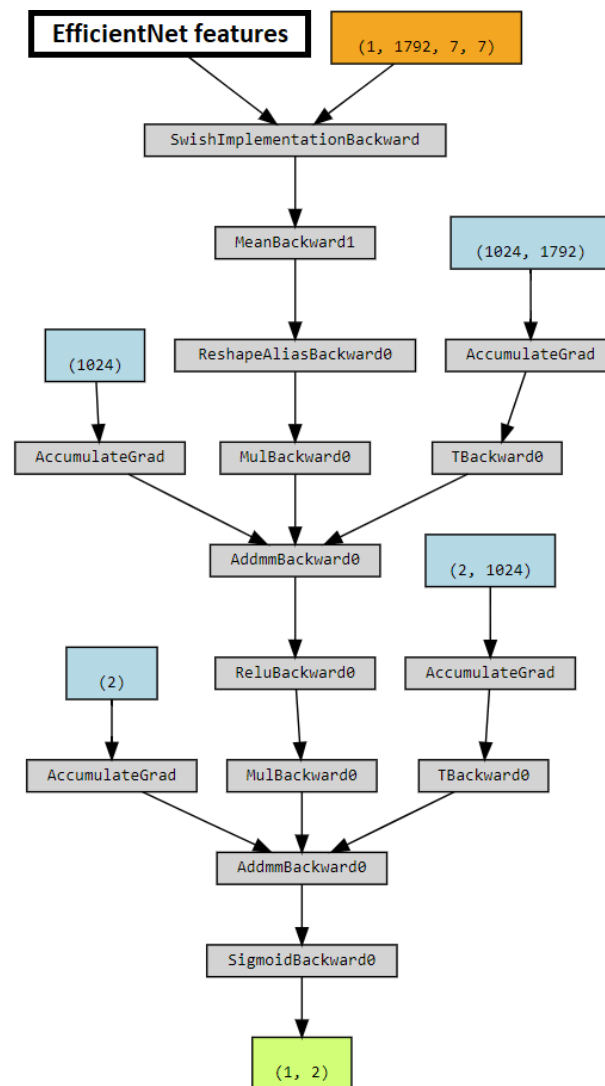 EfficientNet features
(1, 1792, 7, 7)
SwishImplementationBackward
MeanBackward1
(1024, 1792)
(1024)
ReshapeAliasBackward0
AccumulateGrad
AccumulateGrad
MulBackward0
TBackward0
AddmmBackward0
(2, 1024)
(2)
ReluBackward0
AccumulateGrad
AccumulateGrad
MulBackward0
TBackward0
AddmmBackward0
SigmoidBackward0
(1, 2)